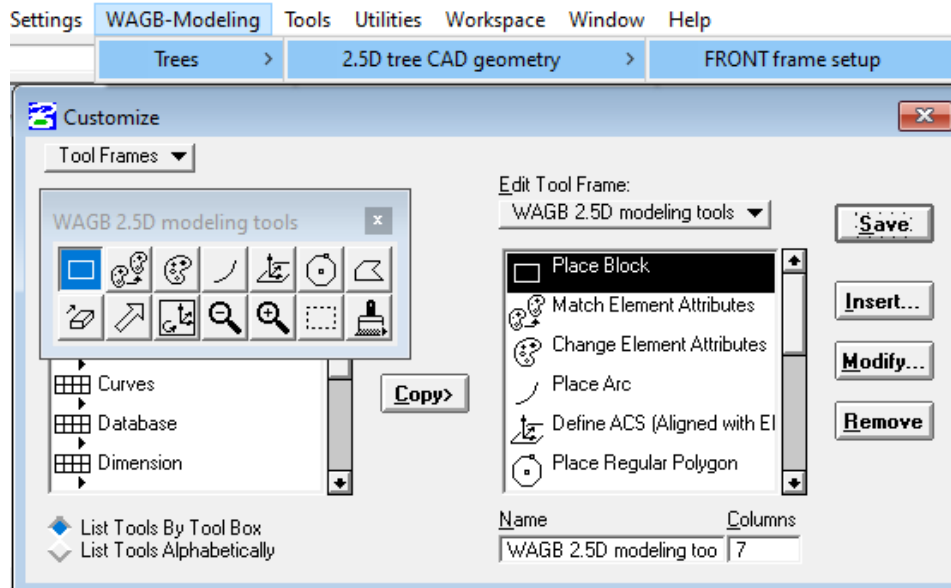 Settings WAGB-Modeling Tools Utilities Workspace Window Help
Trees > 2.5D tree CAD geometry > FRONT frame setup
Customize
Tool Frames
Edit Tool Frame:
WAGB 2.5D modeling tools
WAGB 2.5D modeling tools
Save
Place Block
Match Element Attributes
Insert...
Change Element Attributes
Modify...
Curves
Place Arc
Copy>
Database
Define ACS (Aligned with El
Remove
Dimension
Place Regular Polygon
Name Columns
List Tools By Tool Box
WAGB 2.5D modeling too 7
List Tools Alphabetically